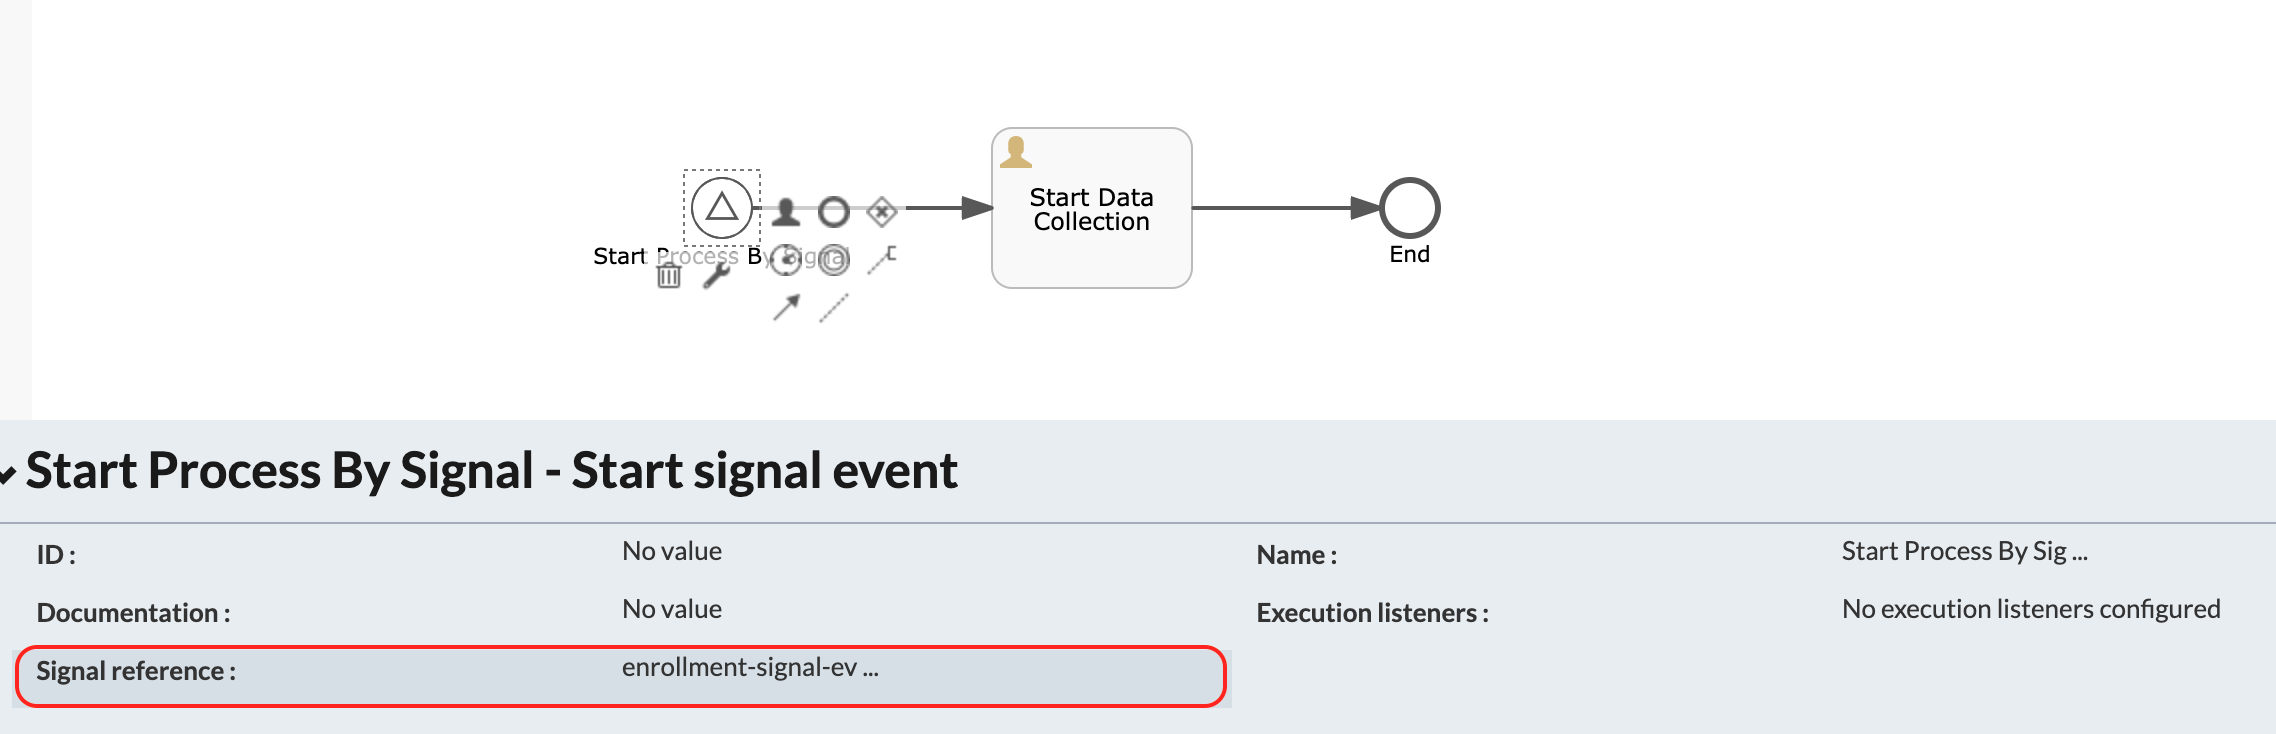 Start Data
Collection
Start Process By Signal
End
Start Process By Signal - Start signal event
ID :
No value
Name :
Start Process By Sig ...
Documentation :
No value
Execution listeners :
No execution listeners configured
Signal reference :
enrollment-signal-ev ...